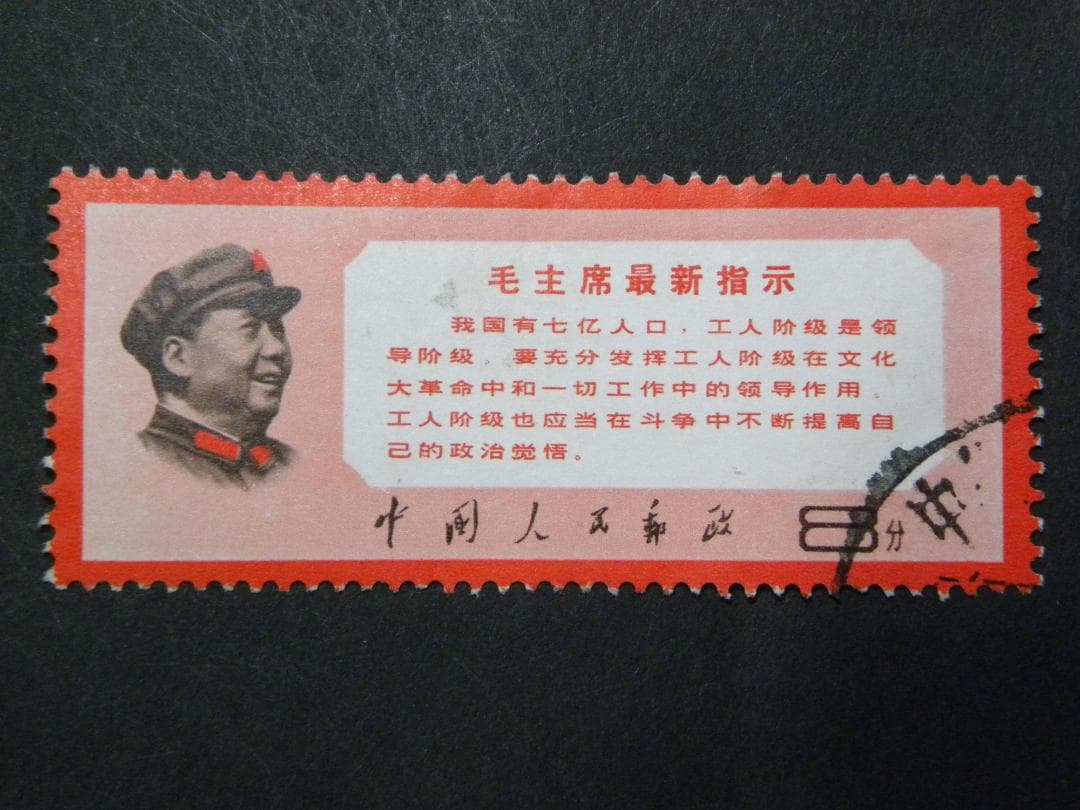 毛主席最新指示
我国有七亿人口，工人阶级是领
导阶级。要充分发挥工人阶级在文化
大革命中和一切工作中的领导作用。
工人阶级也应当在斗争中不断提高自
己的政治觉悟。
中国人民郵政 8分